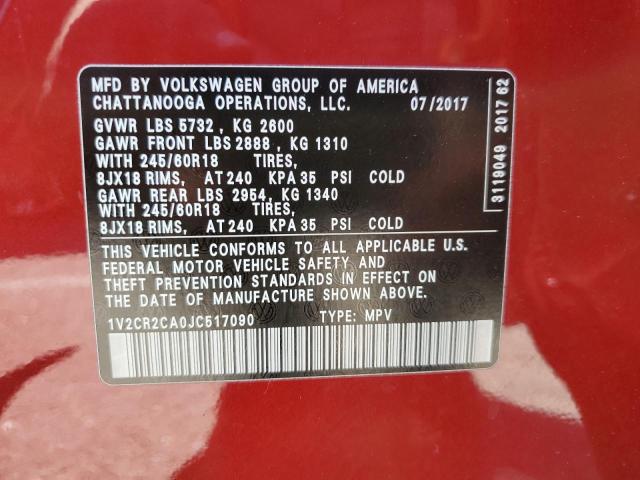 MFD BY VOLKSWAGEN GROUP OF AMERICA
CHATTANOOGA OPERATIONS, LLC. 07/2017
GVWR LBS 5732 , KG 2600
GAWR FRONT LBS 2888 , KG 1310
WITH 245/60R18 TIRES,
8JX18 RIMS, AT 240 KPA 35 PSI COLD
GAWR REAR LBS 2954, KG 1340
WITH 245/60R18 TIRES,
8JX18 RIMS, AT 240 KPA 35 PSI COLD
THIS VEHICLE CONFORMS TO ALL APPLICABLE U.S.
FEDERAL MOTOR VEHICLE SAFETY AND
THEFT PREVENTION STANDARDS IN EFFECT ON
THE DATE OF MANUFACTURE SHOWN ABOVE.
1V2CR2CA0JC517090 TYPE: MPV
3119049 2017 62